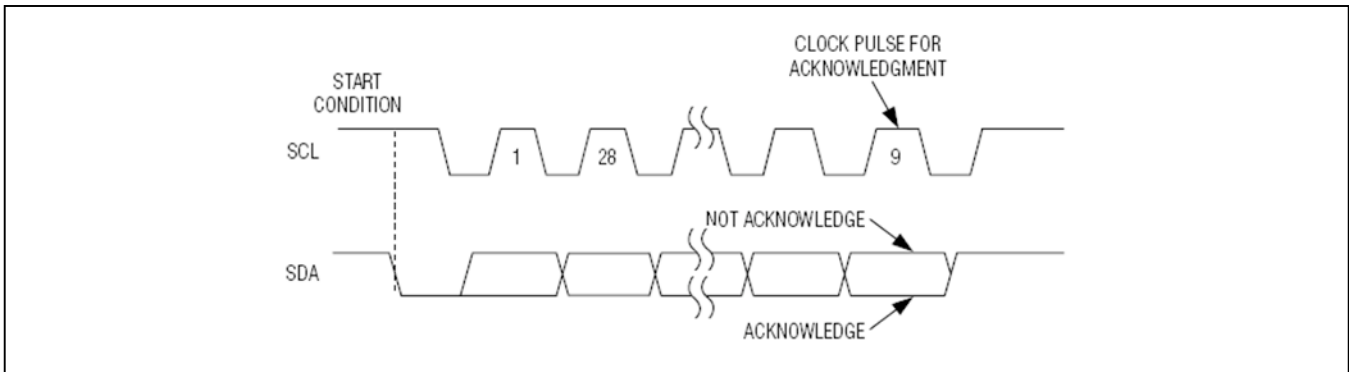 CLOCK PULSE FOR
ACKNOWLEDGMENT
START
CONDITION
SCL
1
28
9
NOT ACKNOWLEDGE
SDA
ACKNOWLEDGE